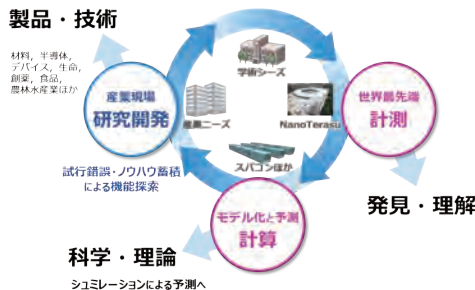 製品・技術
材料，半導体，
デバイス，生命，
創薬，食品，
農林水産業ほか
産業現場
研究開発
試行錯誤・ノウハウ蓄積
による機能探索
学術シーズ
産業ニーズ
NanoTerasu
スパコンほか
世界最先端
計測
発見・理解
モデル化と予測
計算
科学・理論
シュミレーションによる予測へ